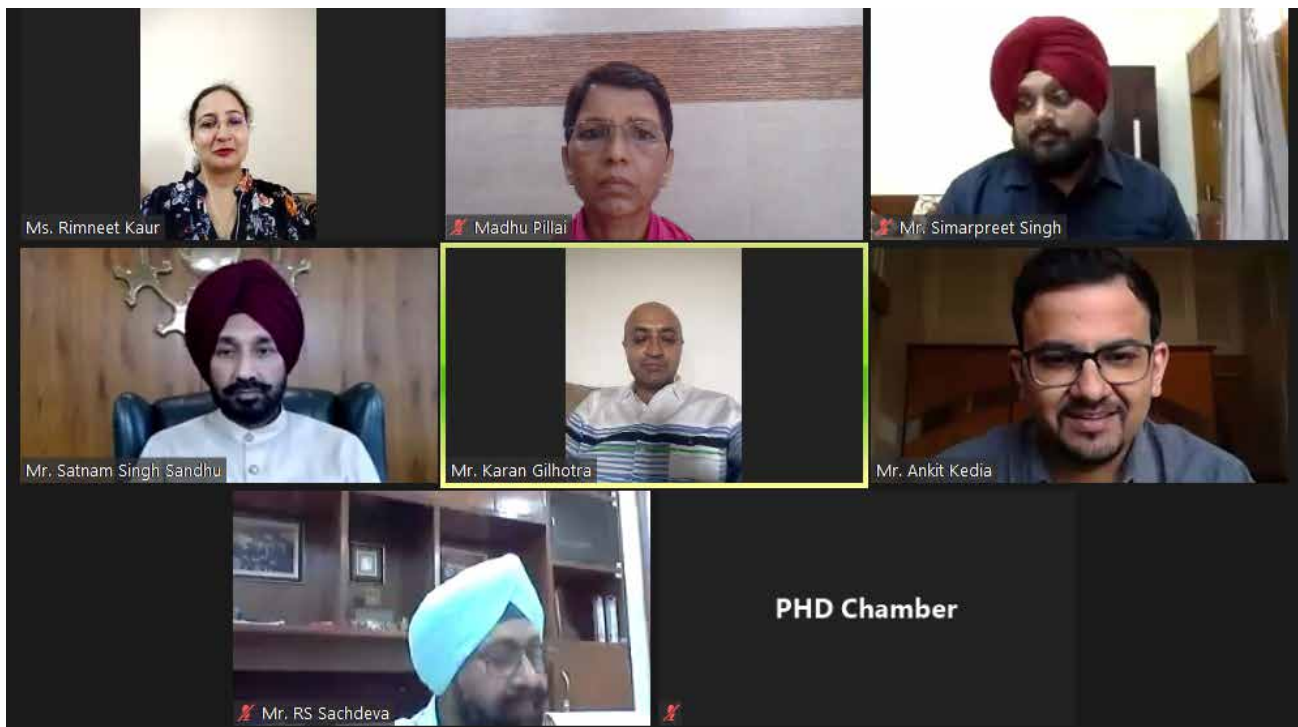 Ms. Rimneet Kaur
Madhu Pillai
Mr. Simarpreet Singh
Mr. Satnam Singh Sandhu
Mr. Karan Gilhotra
Mr. Ankit Kedia
Mr. RS Sachdeva
PHD Chamber